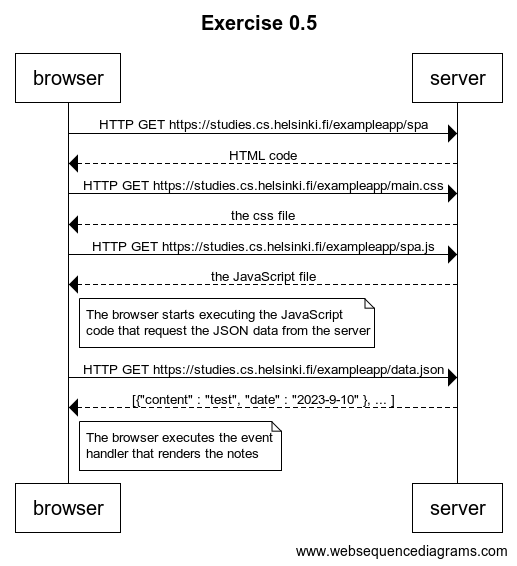 Exercise 0.5
browser
server
HTTP GET https://studies.cs.helsinki.fi/exampleapp/spa
HTML code
HTTP GET https://studies.cs.helsinki.fi/exampleapp/main.css
the css file
HTTP GET https://studies.cs.helsinki.fi/exampleapp/spa.js
the JavaScript file
The browser starts executing the JavaScript
code that request the JSON data from the server
HTTP GET https://studies.cs.helsinki.fi/exampleapp/data.json
[{"content" : "test", "date" : "2023-9-10" }, ... ]
The browser executes the event
handler that renders the notes
browser
server
www.websequencediagrams.com